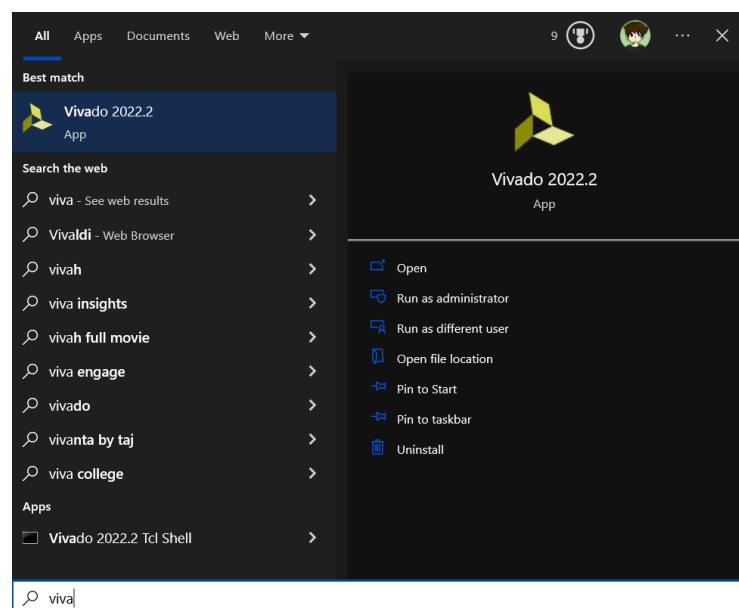 All Apps Documents Web More 9
Best match
Vivado 2022.2
App
Search the web
viva - See web results
Vivaldi - Web Browser
vivah
viva insights
vivah full movie
viva engage
vivado
vivanta by taj
viva college
Apps
Vivado 2022.2 Tcl Shell
viva
Vivado 2022.2
App
Open
Run as administrator
Run as different user
Open file location
Pin to Start
Pin to taskbar
Uninstall